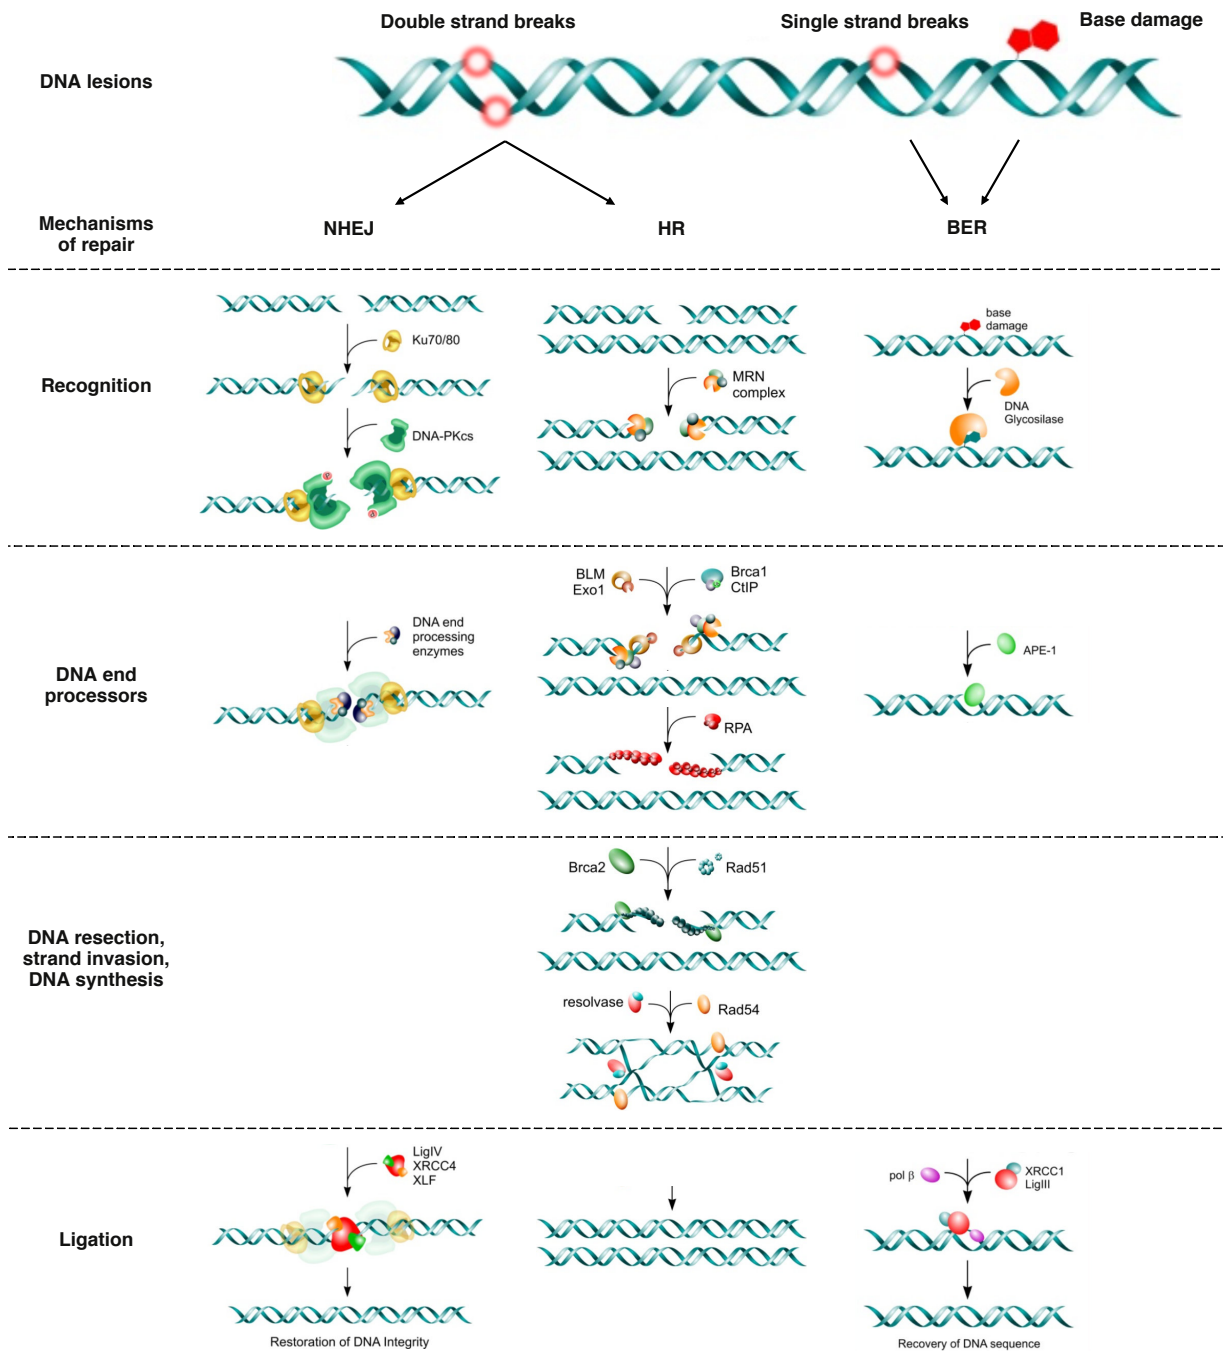 Double strand breaks
Single strand breaks
Base damage
DNA lesions
Mechanisms
of repair
NHEJ
HR
BER
Recognition
Ku70/80
DNA-PKcs
MRN
complex
base
damage
DNA
Glycosilase
DNA end
processors
DNA end
processing
enzymes
BLM
Exo1
Brca1
CtIP
RPA
APE-1
DNA resection,
strand invasion,
DNA synthesis
Brca2
Rad51
resolvase
Rad54
Ligation
LigIV
XRCC4
XLF
pol β
XRCC1
LigIII
Restoration of DNA Integrity
Recovery of DNA sequence